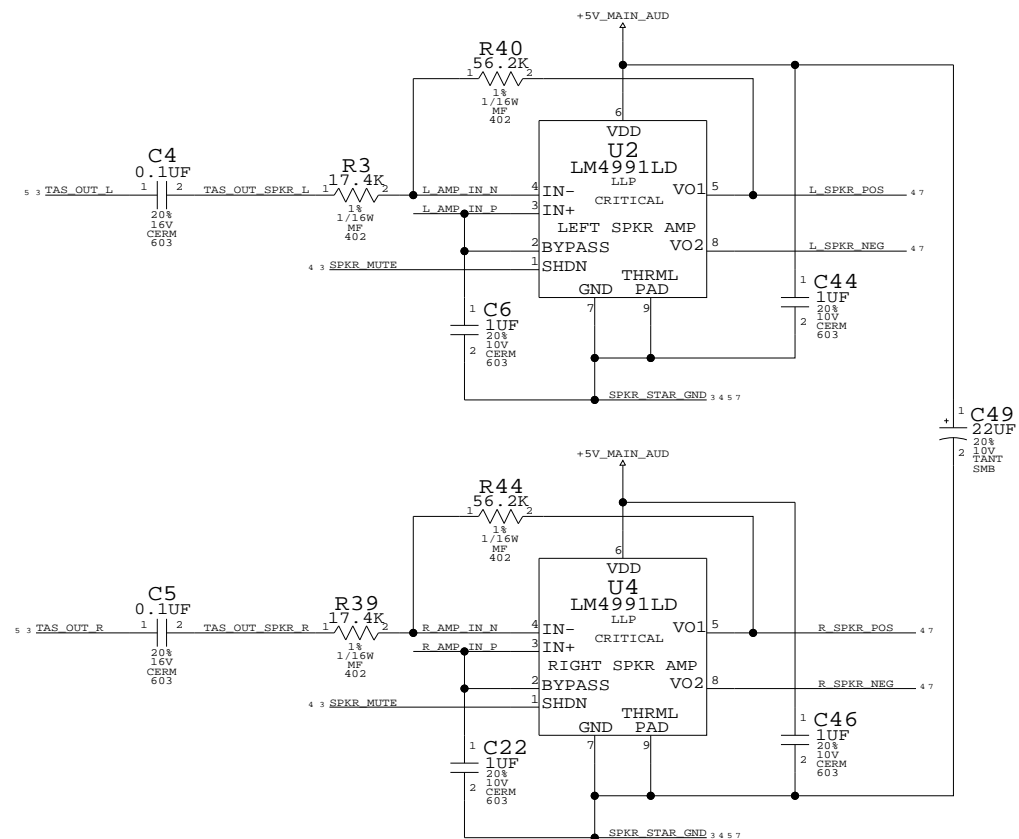 +5V_MAIN_AUD
R40
56.2K
1 2
1%
1/16W
MF
402
6
VDD
U2
LM4991LD
LLP
CRITICAL
LEFT SPKR AMP
C4
0.1UF
5 3 TAS_OUT_L
1 2
TAS_OUT_SPKR_L
20%
16V
CERM
603
R3
17.4K
1 2
1%
1/16W
MF
402
L_AMP_IN_N
4 IN-
L_AMP_IN_P
3 IN+
2 BYPASS
4 3 SPKR_MUTE
1 SHDN
VO1 5
L_SPKR_POS
4 7
VO2 8
L_SPKR_NEG
4 7
THRML
GND PAD
7 9
C6
1
1UF
20%
10V
CERM
603
2
C44
1
1UF
20%
10V
CERM
603
2
SPKR_STAR_GND 3 4 5 7
C49
1
+
22UF
20%
10V
TANT
SMB
2
+5V_MAIN_AUD
R44
56.2K
1 2
1%
1/16W
MF
402
6
VDD
U4
LM4991LD
LLP
CRITICAL
RIGHT SPKR AMP
C5
0.1UF
5 3 TAS_OUT_R
1 2
TAS_OUT_SPKR_R
20%
16V
CERM
603
R39
17.4K
1 2
1%
1/16W
MF
402
R_AMP_IN_N
4 IN-
R_AMP_IN_P
3 IN+
2 BYPASS
4 3 SPKR_MUTE
1 SHDN
VO1 5
R_SPKR_POS
4 7
VO2 8
R_SPKR_NEG
4 7
THRML
GND PAD
7 9
C22
1
1UF
20%
10V
CERM
603
2
C46
1
1UF
20%
10V
CERM
603
2
SPKR_STAR_GND 3 4 5 7